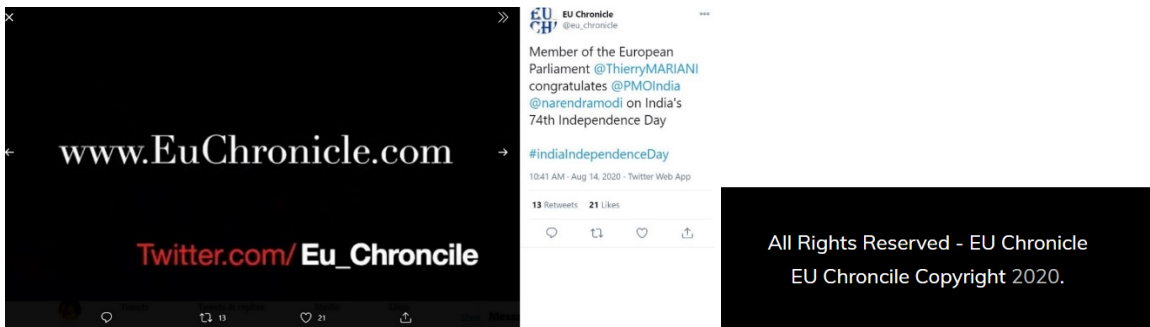 www.EuChronicle.com
Twitter.com/ Eu_Chroncile
13
21
EU Chronicle
@eu_chronicle
Member of the European
Parliament @ThierryMARIANI
congratulates @PMOIndia
@narendramodi on India's
74th Independence Day
#indiaIndependenceDay
10:41 AM · Aug 14, 2020 · Twitter Web App
13 Retweets 21 Likes
All Rights Reserved - EU Chronicle
EU Chroncile Copyright 2020.